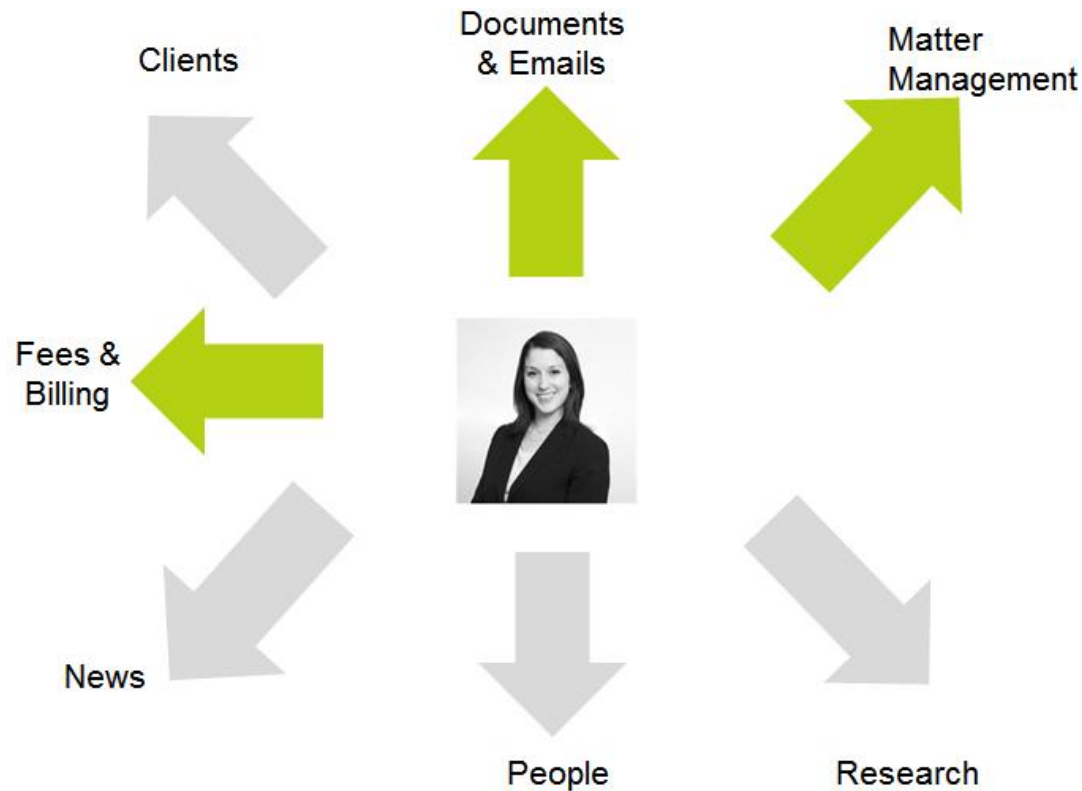 Documents
& Emails
Clients
Matter
Management
Fees &
Billing
News
People
Research